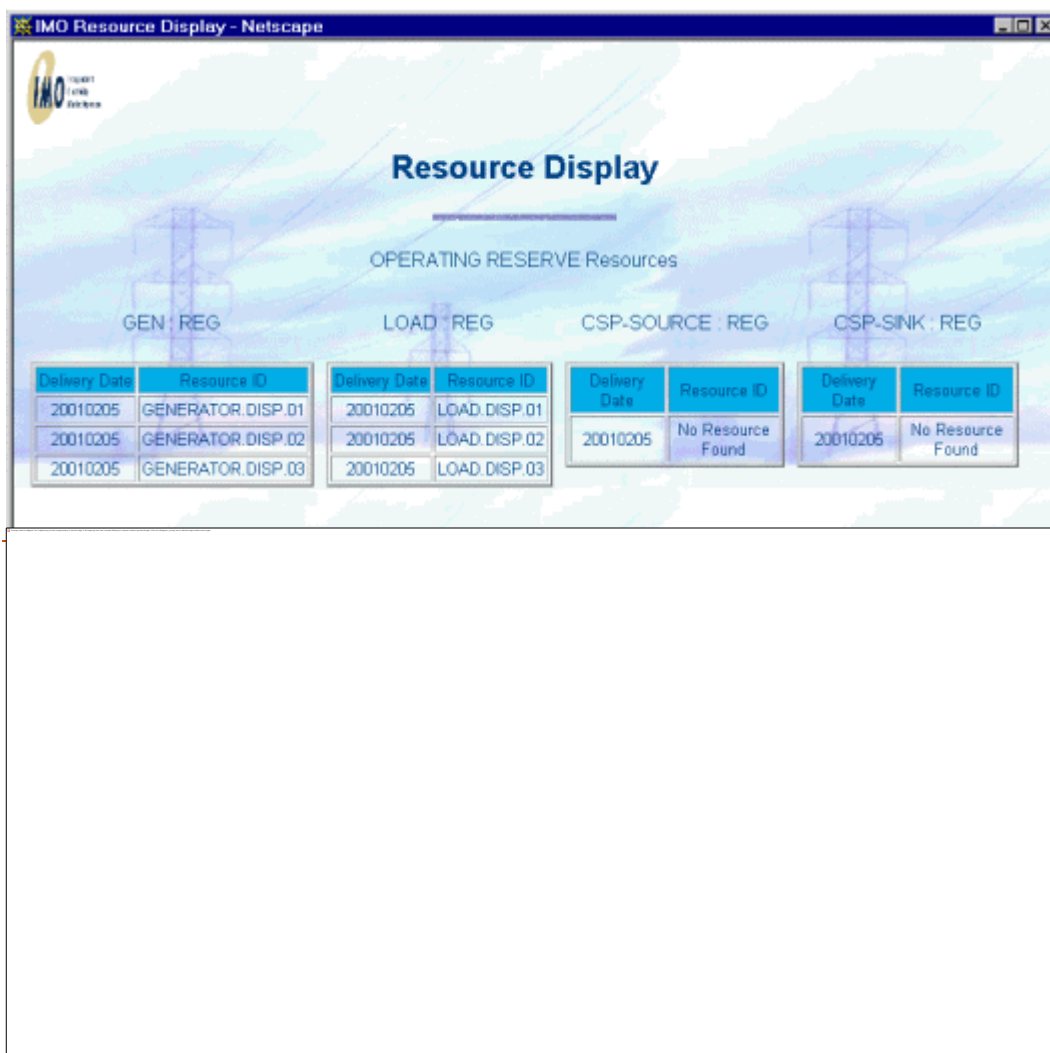 IMO Resource Display - Netscape
IMO
Resource Display
OPERATING RESERVE Resources
GEN : REG
Delivery Date Resource ID
20010205 GENERATOR.DISP.01
20010205 GENERATOR.DISP.02
20010205 GENERATOR.DISP.03
LOAD : REG
Delivery Date Resource ID
20010205 LOAD.DISP.01
20010205 LOAD.DISP.02
20010205 LOAD.DISP.03
CSP-SOURCE : REG
Delivery Date Resource ID
20010205 No Resource Found
CSP-SINK : REG
Delivery Date Resource ID
20010205 No Resource Found